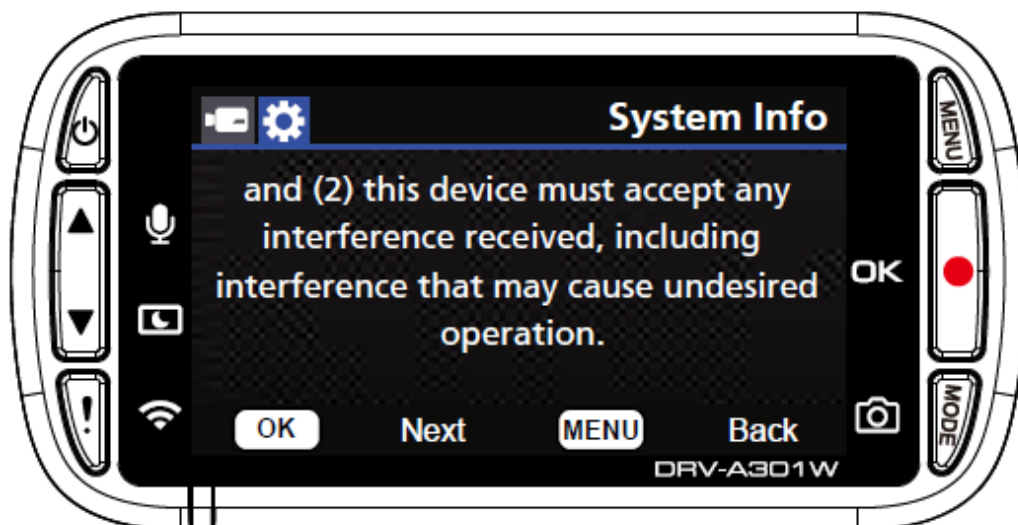 System Info
MENU
and (2) this device must accept any
interference received, including
interference that may cause undesired
operation.
OK
!
OK Next MENU Back
MODE
DRV-A301W